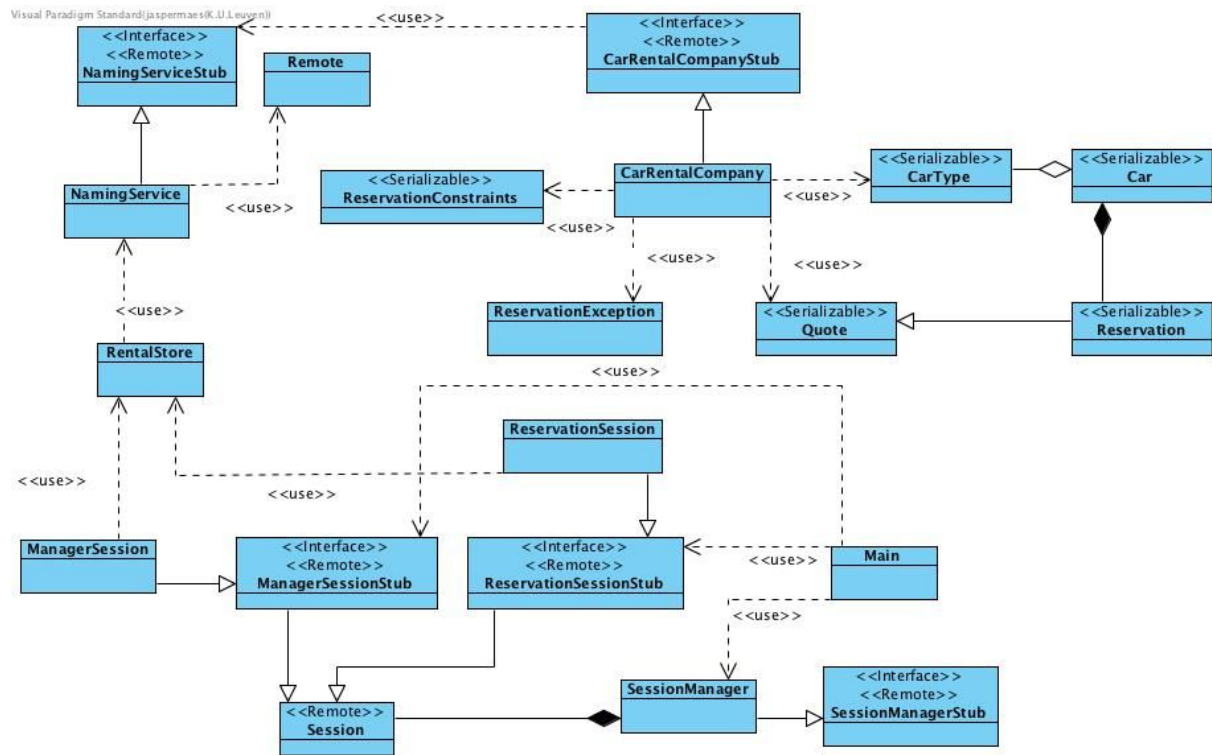 Visual Paradigm Standard(jaspermaes(K.U.Leuven))
<<use>>
<<Interface>>
<<Remote>>
NamingServiceStub
Remote
<<Interface>>
<<Remote>>
CarRentalCompanyStub
<<use>>
<<use>>
NamingService
<<Serializable>>
ReservationConstraints
CarRentalCompany
<<Serializable>>
CarType
<<Serializable>>
Car
<<use>>
<<use>>
<<use>>
<<use>>
<<use>>
ReservationException
<<Serializable>>
Quote
<<Serializable>>
Reservation
RentalStore
<<use>>
ReservationSession
<<use>>
<<use>>
ManagerSession
<<Interface>>
<<Remote>>
ManagerSessionStub
<<Interface>>
<<Remote>>
ReservationSessionStub
<<use>>
Main
<<use>>
<<Remote>>
Session
SessionManager
<<Interface>>
<<Remote>>
SessionManagerStub